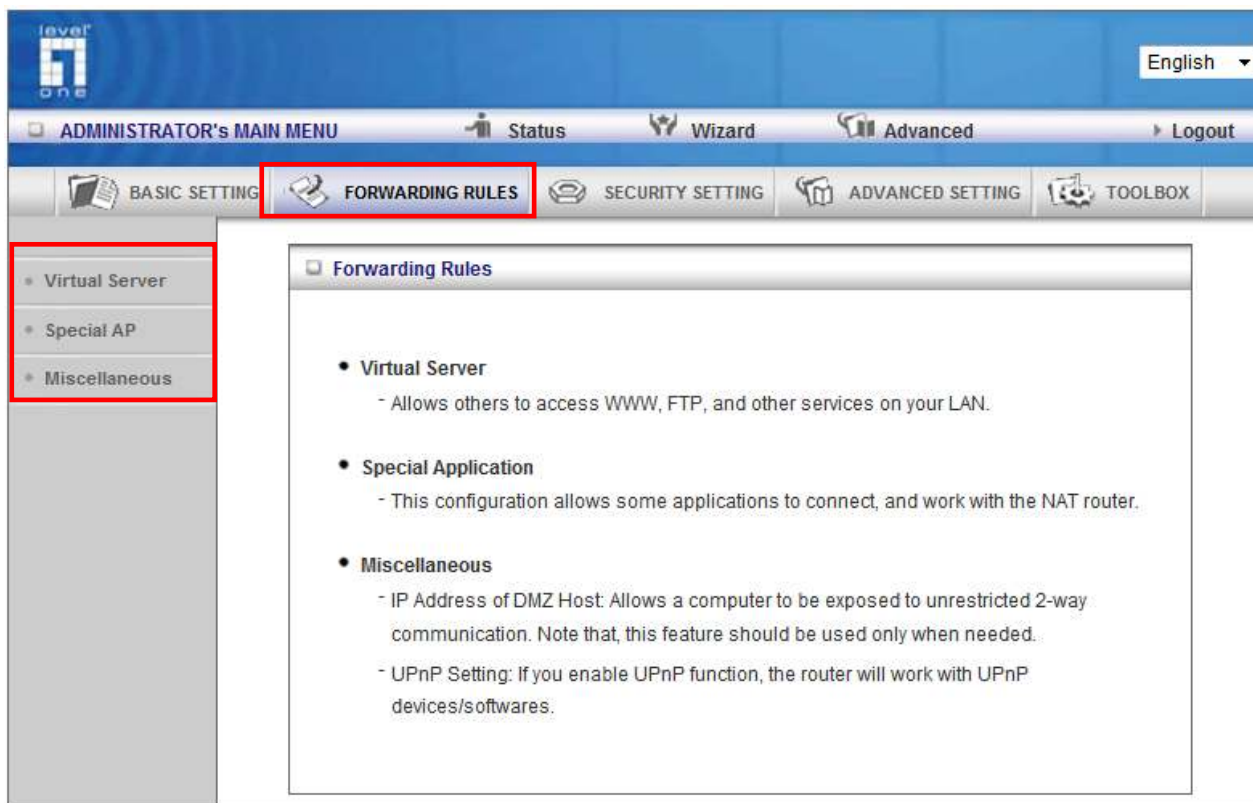 level
one
English
ADMINISTRATOR's MAIN MENU Status Wizard Advanced Logout
BASIC SETTING FORWARDING RULES SECURITY SETTING ADVANCED SETTING TOOLBOX
Virtual Server
Special AP
Miscellaneous
Forwarding Rules
• Virtual Server
- Allows others to access WWW, FTP, and other services on your LAN.
• Special Application
- This configuration allows some applications to connect, and work with the NAT router.
• Miscellaneous
- IP Address of DMZ Host: Allows a computer to be exposed to unrestricted 2-way
communication. Note that, this feature should be used only when needed.
- UPnP Setting: If you enable UPnP function, the router will work with UPnP
devices/softwares.